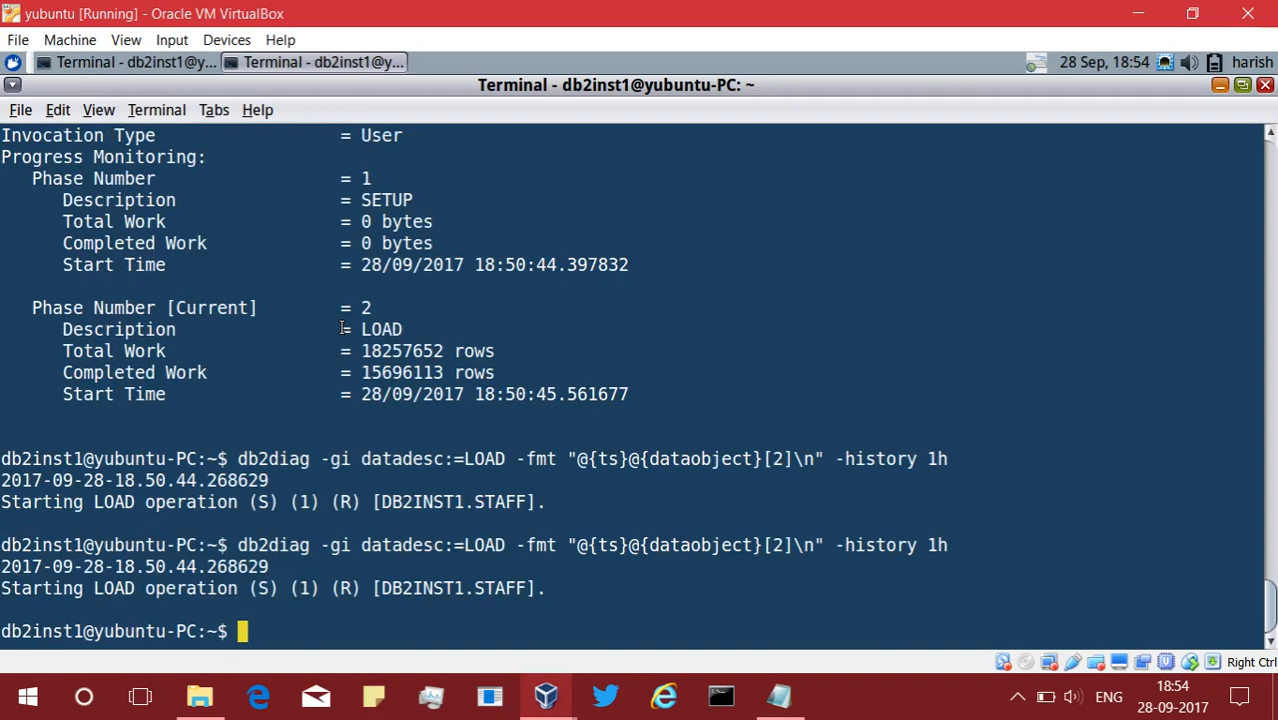 yubuntu [Running] - Oracle VM VirtualBox
File Machine View Input Devices Help
Terminal - db2inst1@y... Terminal - db2inst1@y... 28 Sep, 18:54 harish
Terminal - db2inst1@yubuntu-PC: ~
File Edit View Terminal Tabs Help
Invocation Type = User
Progress Monitoring:
Phase Number = 1
Description = SETUP
Total Work = 0 bytes
Completed Work = 0 bytes
Start Time = 28/09/2017 18:50:44.397832
Phase Number [Current] = 2
Description = LOAD
Total Work = 18257652 rows
Completed Work = 15696113 rows
Start Time = 28/09/2017 18:50:45.561677
db2inst1@yubuntu-PC:~$ db2diag -gi datadesc:=LOAD -fmt "@{ts}@{dataobject}[2]\n" -history 1h
2017-09-28-18.50.44.268629
Starting LOAD operation (S) (1) (R) [DB2INST1.STAFF].
db2inst1@yubuntu-PC:~$ db2diag -gi datadesc:=LOAD -fmt "@{ts}@{dataobject}[2]\n" -history 1h
2017-09-28-18.50.44.268629
Starting LOAD operation (S) (1) (R) [DB2INST1.STAFF].
db2inst1@yubuntu-PC:~$
Right Ctrl
ENG
18:54
28-09-2017